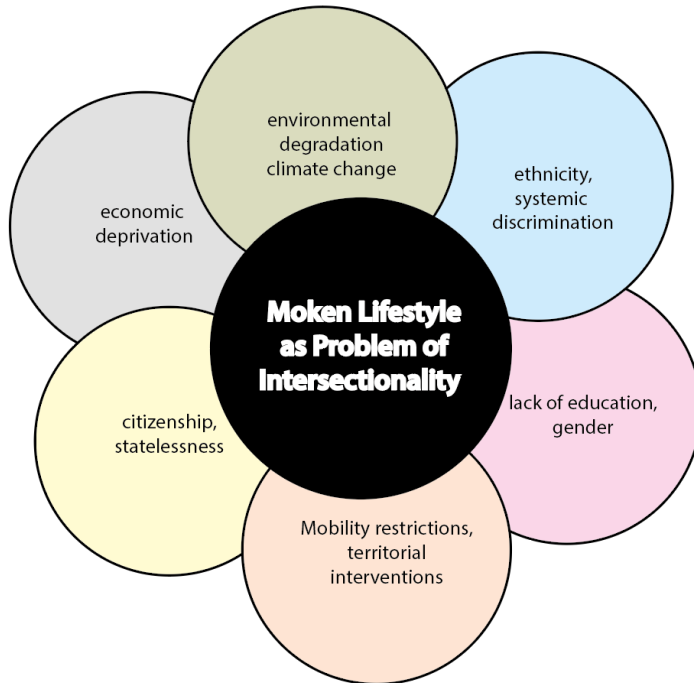 environmental
degradation
climate change
ethnicity,
systemic
discrimination
economic
deprivation
Moken Lifestyle
as Problem of
Intersectionality
lack of education,
gender
citizenship,
statelessness
Mobility restrictions,
territorial
interventions